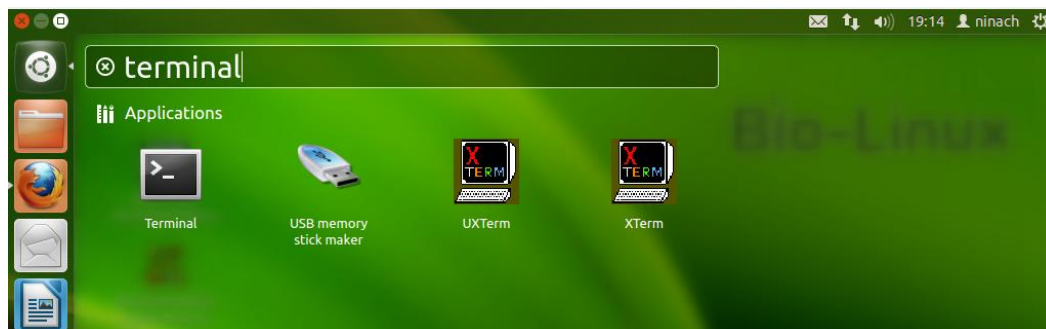 19:14 ninach
terminal
Applications
Bio-Linux
>_
X
TERM
X
TERM
Terminal
USB memory
stick maker
UXTerm
XTerm